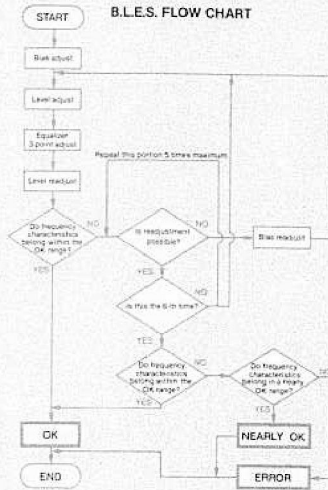 B.L.E.S. FLOW CHART
START
Bias adjust
Level adjust
Equalizer
3 point adjust
Repeat this portion 5 times maximum
Level readjust
Do frequency
characteristics
belong within the
OK range?
NO
YES
Is readjustment
possible?
NO
YES
Bias readjust
Is this the 6-th time?
NO
YES
Do frequency
characteristics
belong within the
OK range?
NO
YES
Do frequency
characteristics
belong in a nearly
OK range?
NO
YES
OK
NEARLY OK
END
ERROR